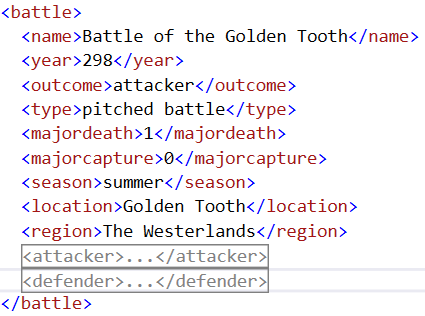 <battle>
<name>Battle of the Golden Tooth</name>
<year>298</year>
<outcome>attacker</outcome>
<type>pitched battle</type>
<majordeath>1</majordeath>
<majorcapture>0</majorcapture>
<season>summer</season>
<location>Golden Tooth</location>
<region>The Westerlands</region>
<attacker>...</attacker>
<defender>...</defender>
</battle>